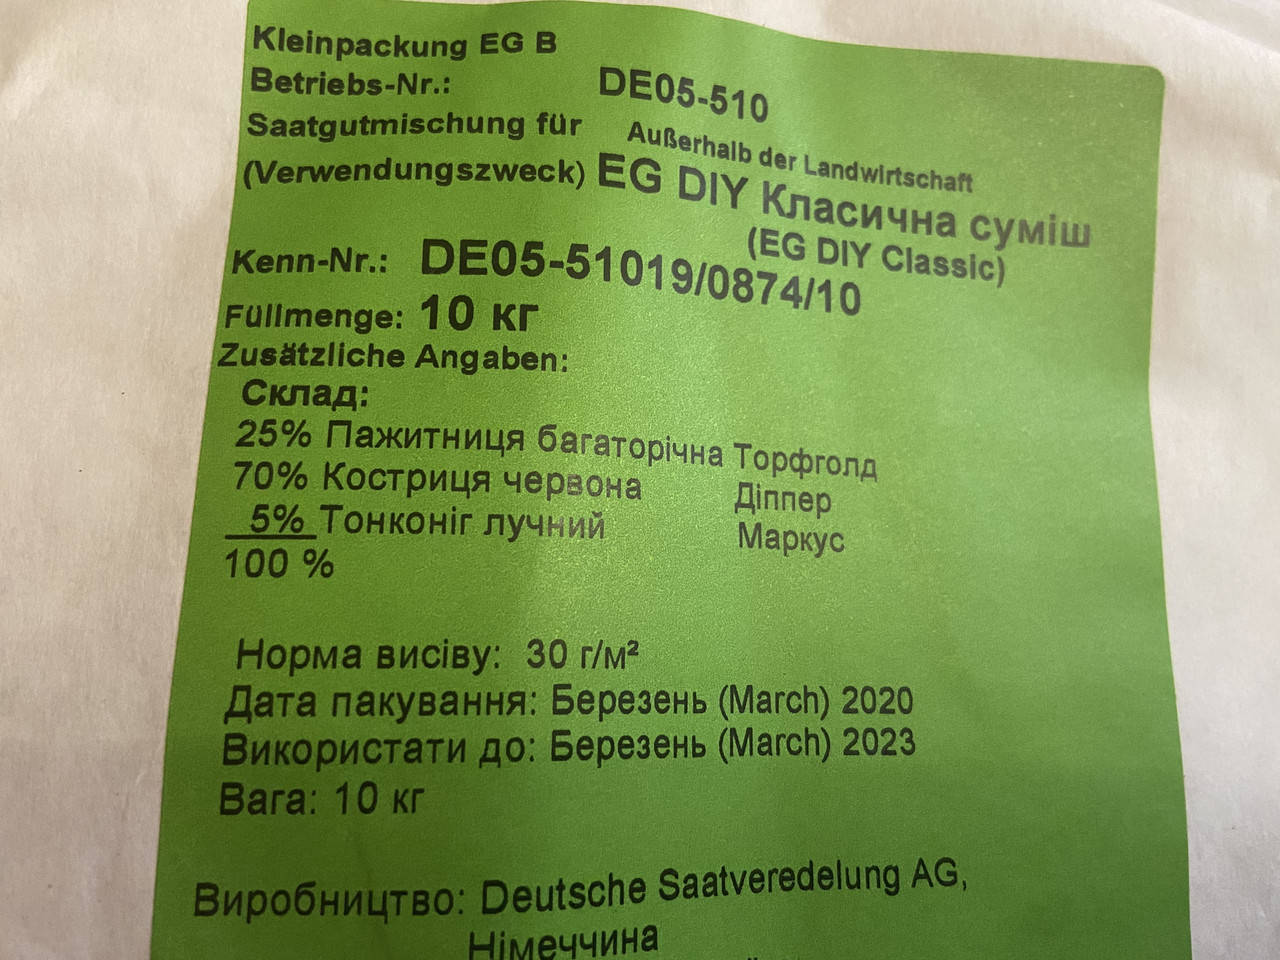 Kleinpackung EG B
Betriebs-Nr.: DE05-510
Saatgutmischung für Außerhalb der Landwirtschaft
(Verwendungszweck) EG DIY Класична суміш
(EG DIY Classic)
Kenn-Nr.: DE05-51019/0874/10
Füllmenge: 10 кг
Zusätzliche Angaben:
Склад:
25% Пажитниця багаторічна Торфголд
70% Костриця червона Діппер
5% Тонконіг лучний Маркус
100 %
Норма висіву: 30 г/м²
Дата пакування: Березень (March) 2020
Використати до: Березень (March) 2023
Вага: 10 кг
Виробництво: Deutsche Saatveredelung AG,
Німеччина